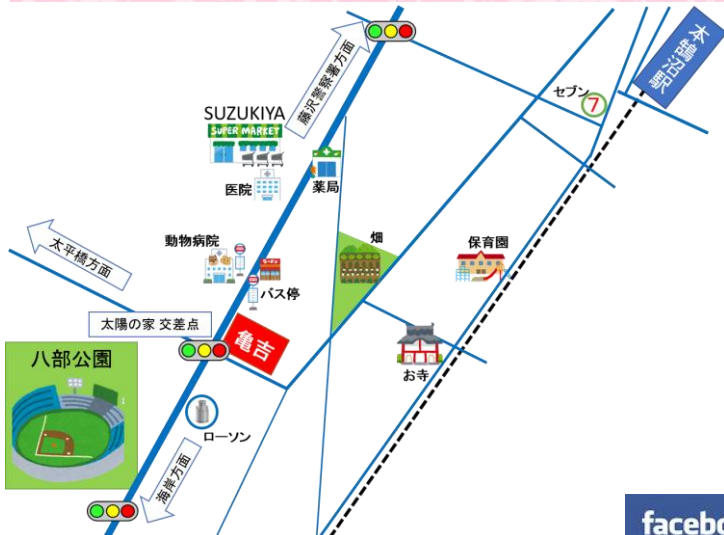 本鵠沼駅
藤沢警察署方面
セブン
7
SUZUKIYA
SUPER MARKET
医院
薬局
動物病院
畑
保育園
太平橋方面
バス停
太陽の家 交差点
亀吉
八部公園
お寺
ローソン
海岸方面
facebo